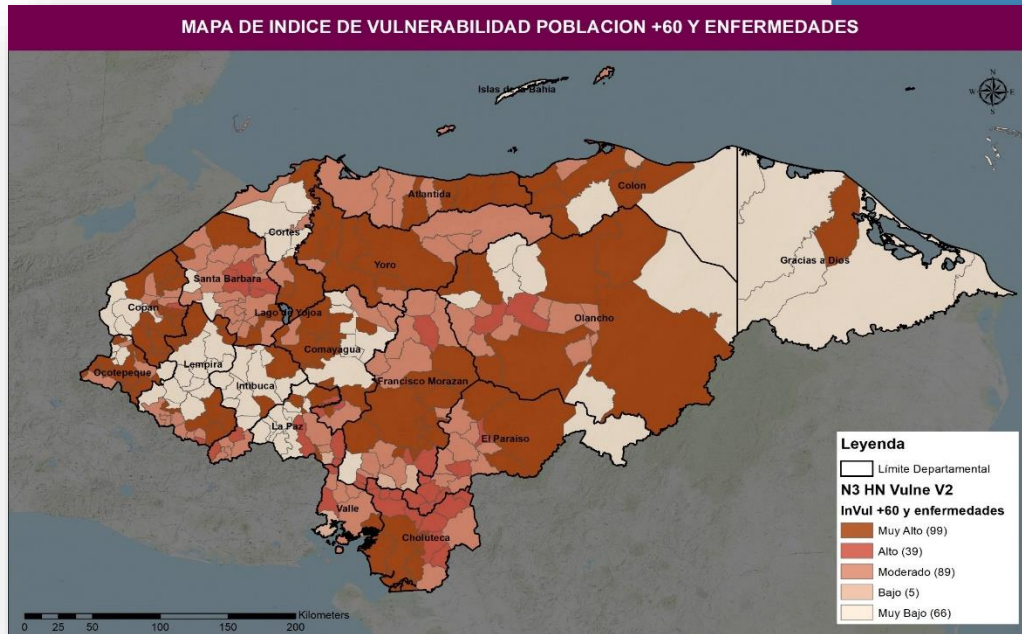 MAPA DE INDICE DE VULNERABILIDAD POBLACION +60 Y ENFERMEDADES
Islas de la Bahia
N
W E
S
Atlantida
Colon
Cortes
Yoro
Gracias a Dios
Santa Barbara
Copan
Lago de Yojoa
Olancho
Comayagua
Lempira
Ocotepeque
Intibuca
Francisco Morazan
La Paz
El Paraiso
Valle
Choluteca
Leyenda
Límite Departamental
N3 HN Vulne V2
InVul +60 y enfermedades
Muy Alto (99)
Alto (39)
Moderado (89)
Bajo (5)
Muy Bajo (66)
Kilometers
0 25 50 100 150 200